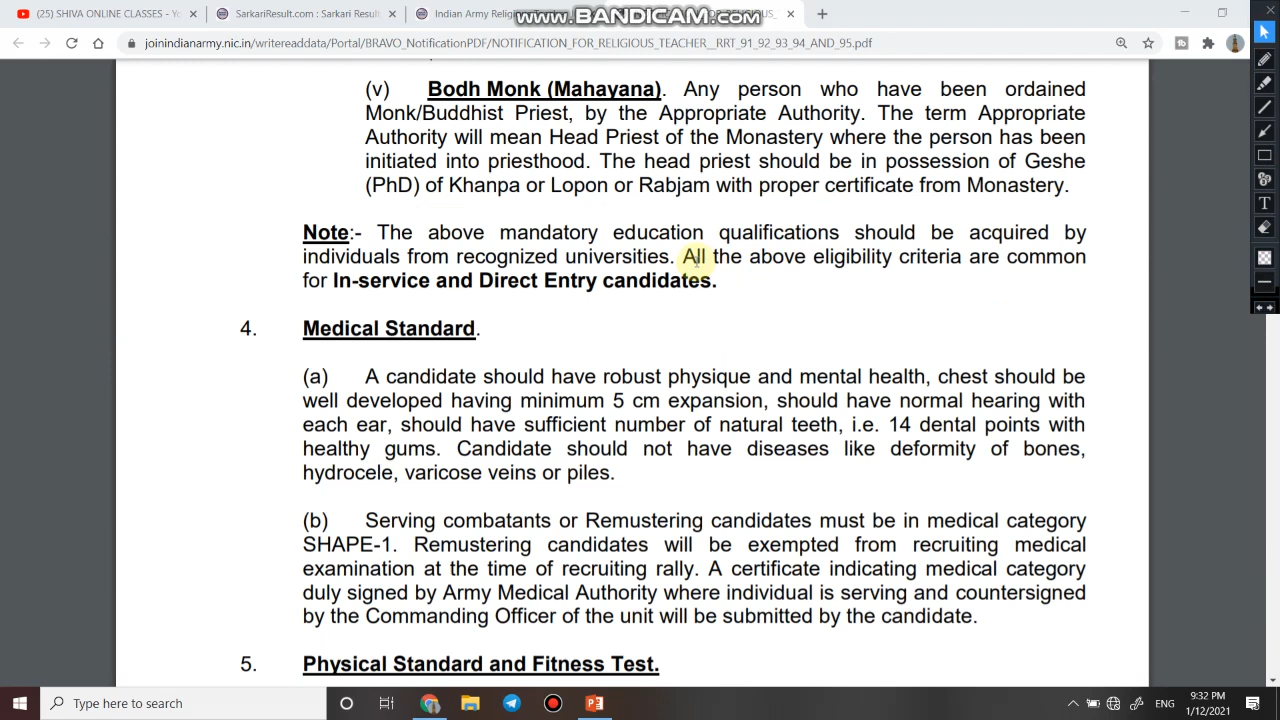 (25) SHIVA ONLINE CLASSES - Yo
SarkariResult.com : Sarkari Result
Indian Army Religious Teacher
www.BANDICAM.com
joinindianarmy.nic.in/writereaddata/Portal/BRAVO_NotificationPDF/NOTIFICATION_FOR_RELIGIOUS_TEACHER__RRT_91_92_93_94_AND_95.pdf
(v) Bodh Monk (Mahayana). Any person who have been ordained
Monk/Buddhist Priest, by the Appropriate Authority. The term Appropriate
Authority will mean Head Priest of the Monastery where the person has been
initiated into priesthood. The head priest should be in possession of Geshe
(PhD) of Khanpa or Lopon or Rabjam with proper certificate from Monastery.
Note:- The above mandatory education qualifications should be acquired by
individuals from recognized universities. All the above eligibility criteria are common
for In-service and Direct Entry candidates.
4. Medical Standard.
(a) A candidate should have robust physique and mental health, chest should be
well developed having minimum 5 cm expansion, should have normal hearing with
each ear, should have sufficient number of natural teeth, i.e. 14 dental points with
healthy gums. Candidate should not have diseases like deformity of bones,
hydrocele, varicose veins or piles.
(b) Serving combatants or Remustering candidates must be in medical category
SHAPE-1. Remustering candidates will be exempted from recruiting medical
examination at the time of recruiting rally. A certificate indicating medical category
duly signed by Army Medical Authority where individual is serving and countersigned
by the Commanding Officer of the unit will be submitted by the candidate.
5. Physical Standard and Fitness Test.
Type here to search
ENG
9:32 PM
1/12/2021